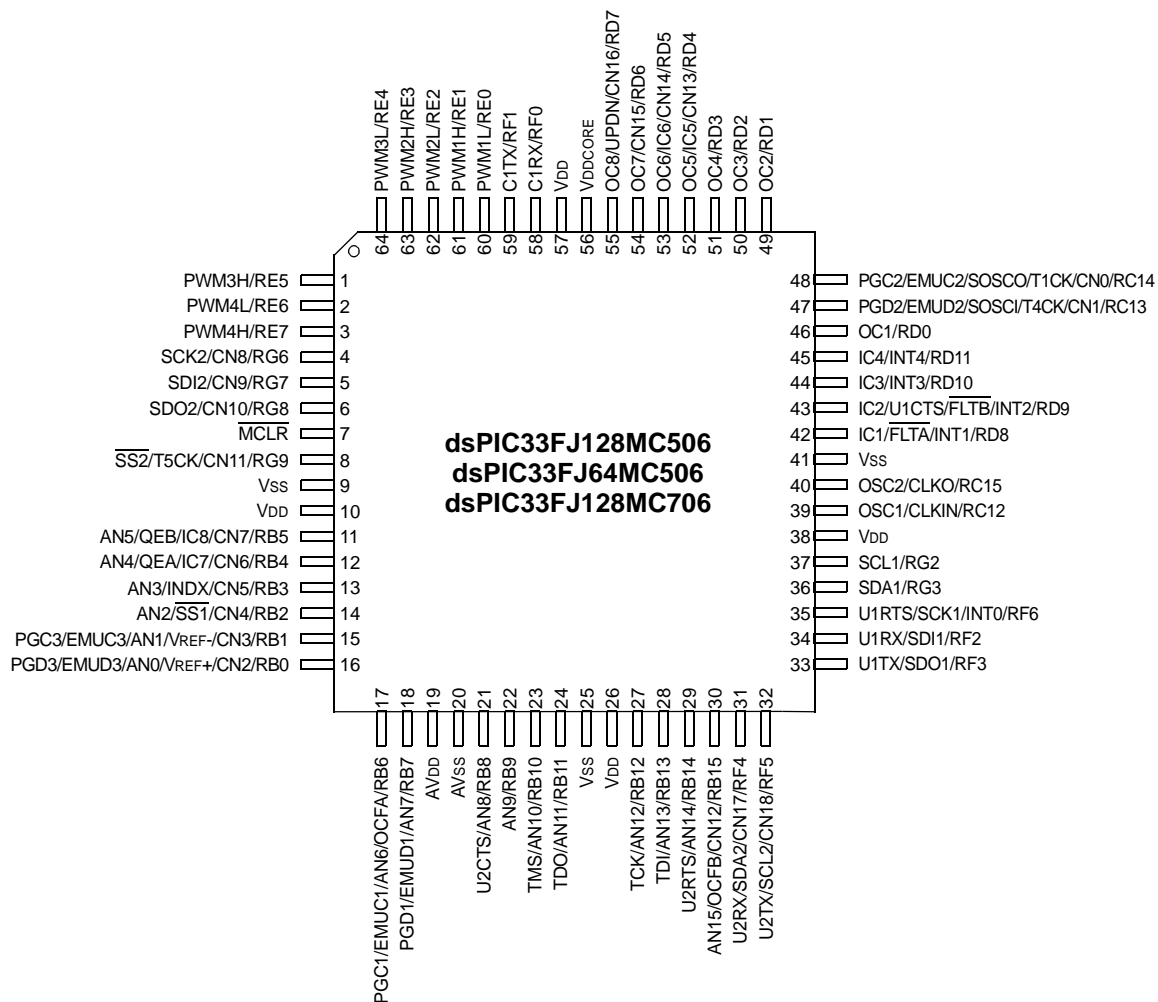 PWM3L/RE4
PWM2H/RE3
PWM2L/RE2
PWM1H/RE1
PWM1L/RE0
C1TX/RF1
C1RX/RF0
VDD
VDDCORE
OC8/UPDN/CN16/RD7
OC7/CN15/RD6
OC6/IC6/CN14/RD5
OC5/IC5/CN13/RD4
OC4/RD3
OC3/RD2
OC2/RD1
64
63
62
61
60
59
58
57
56
55
54
53
52
51
50
49
PWM3H/RE5 1
PWM4L/RE6 2
PWM4H/RE7 3
SCK2/CN8/RG6 4
SDI2/CN9/RG7 5
SDO2/CN10/RG8 6
MCLR 7
SS2/T5CK/CN11/RG9 8
VSS 9
VDD 10
AN5/QEB/IC8/CN7/RB5 11
AN4/QEA/IC7/CN6/RB4 12
AN3/INDX/CN5/RB3 13
AN2/SS1/CN4/RB2 14
PGC3/EMUC3/AN1/VREF-/CN3/RB1 15
PGD3/EMUD3/AN0/VREF+/CN2/RB0 16
dsPIC33FJ128MC506
dsPIC33FJ64MC506
dsPIC33FJ128MC706
48 PGC2/EMUC2/SOSCO/T1CK/CN0/RC14
47 PGD2/EMUD2/SOSCI/T4CK/CN1/RC13
46 OC1/RD0
45 IC4/INT4/RD11
44 IC3/INT3/RD10
43 IC2/U1CTS/FLTB/INT2/RD9
42 IC1/FLTA/INT1/RD8
41 VSS
40 OSC2/CLKO/RC15
39 OSC1/CLKIN/RC12
38 VDD
37 SCL1/RG2
36 SDA1/RG3
35 U1RTS/SCK1/INT0/RF6
34 U1RX/SDI1/RF2
33 U1TX/SDO1/RF3
17
18
19
20
21
22
23
24
25
26
27
28
29
30
31
32
PGC1/EMUC1/AN6/OCFA/RB6
PGD1/EMUD1/AN7/RB7
AVDD
AVSS
U2CTS/AN8/RB8
AN9/RB9
TMS/AN10/RB10
TDO/AN11/RB11
VSS
VDD
TCK/AN12/RB12
TDI/AN13/RB13
U2RTS/AN14/RB14
AN15/OCFB/CN12/RB15
U2RX/SDA2/CN17/RF4
U2TX/SCL2/CN18/RF5